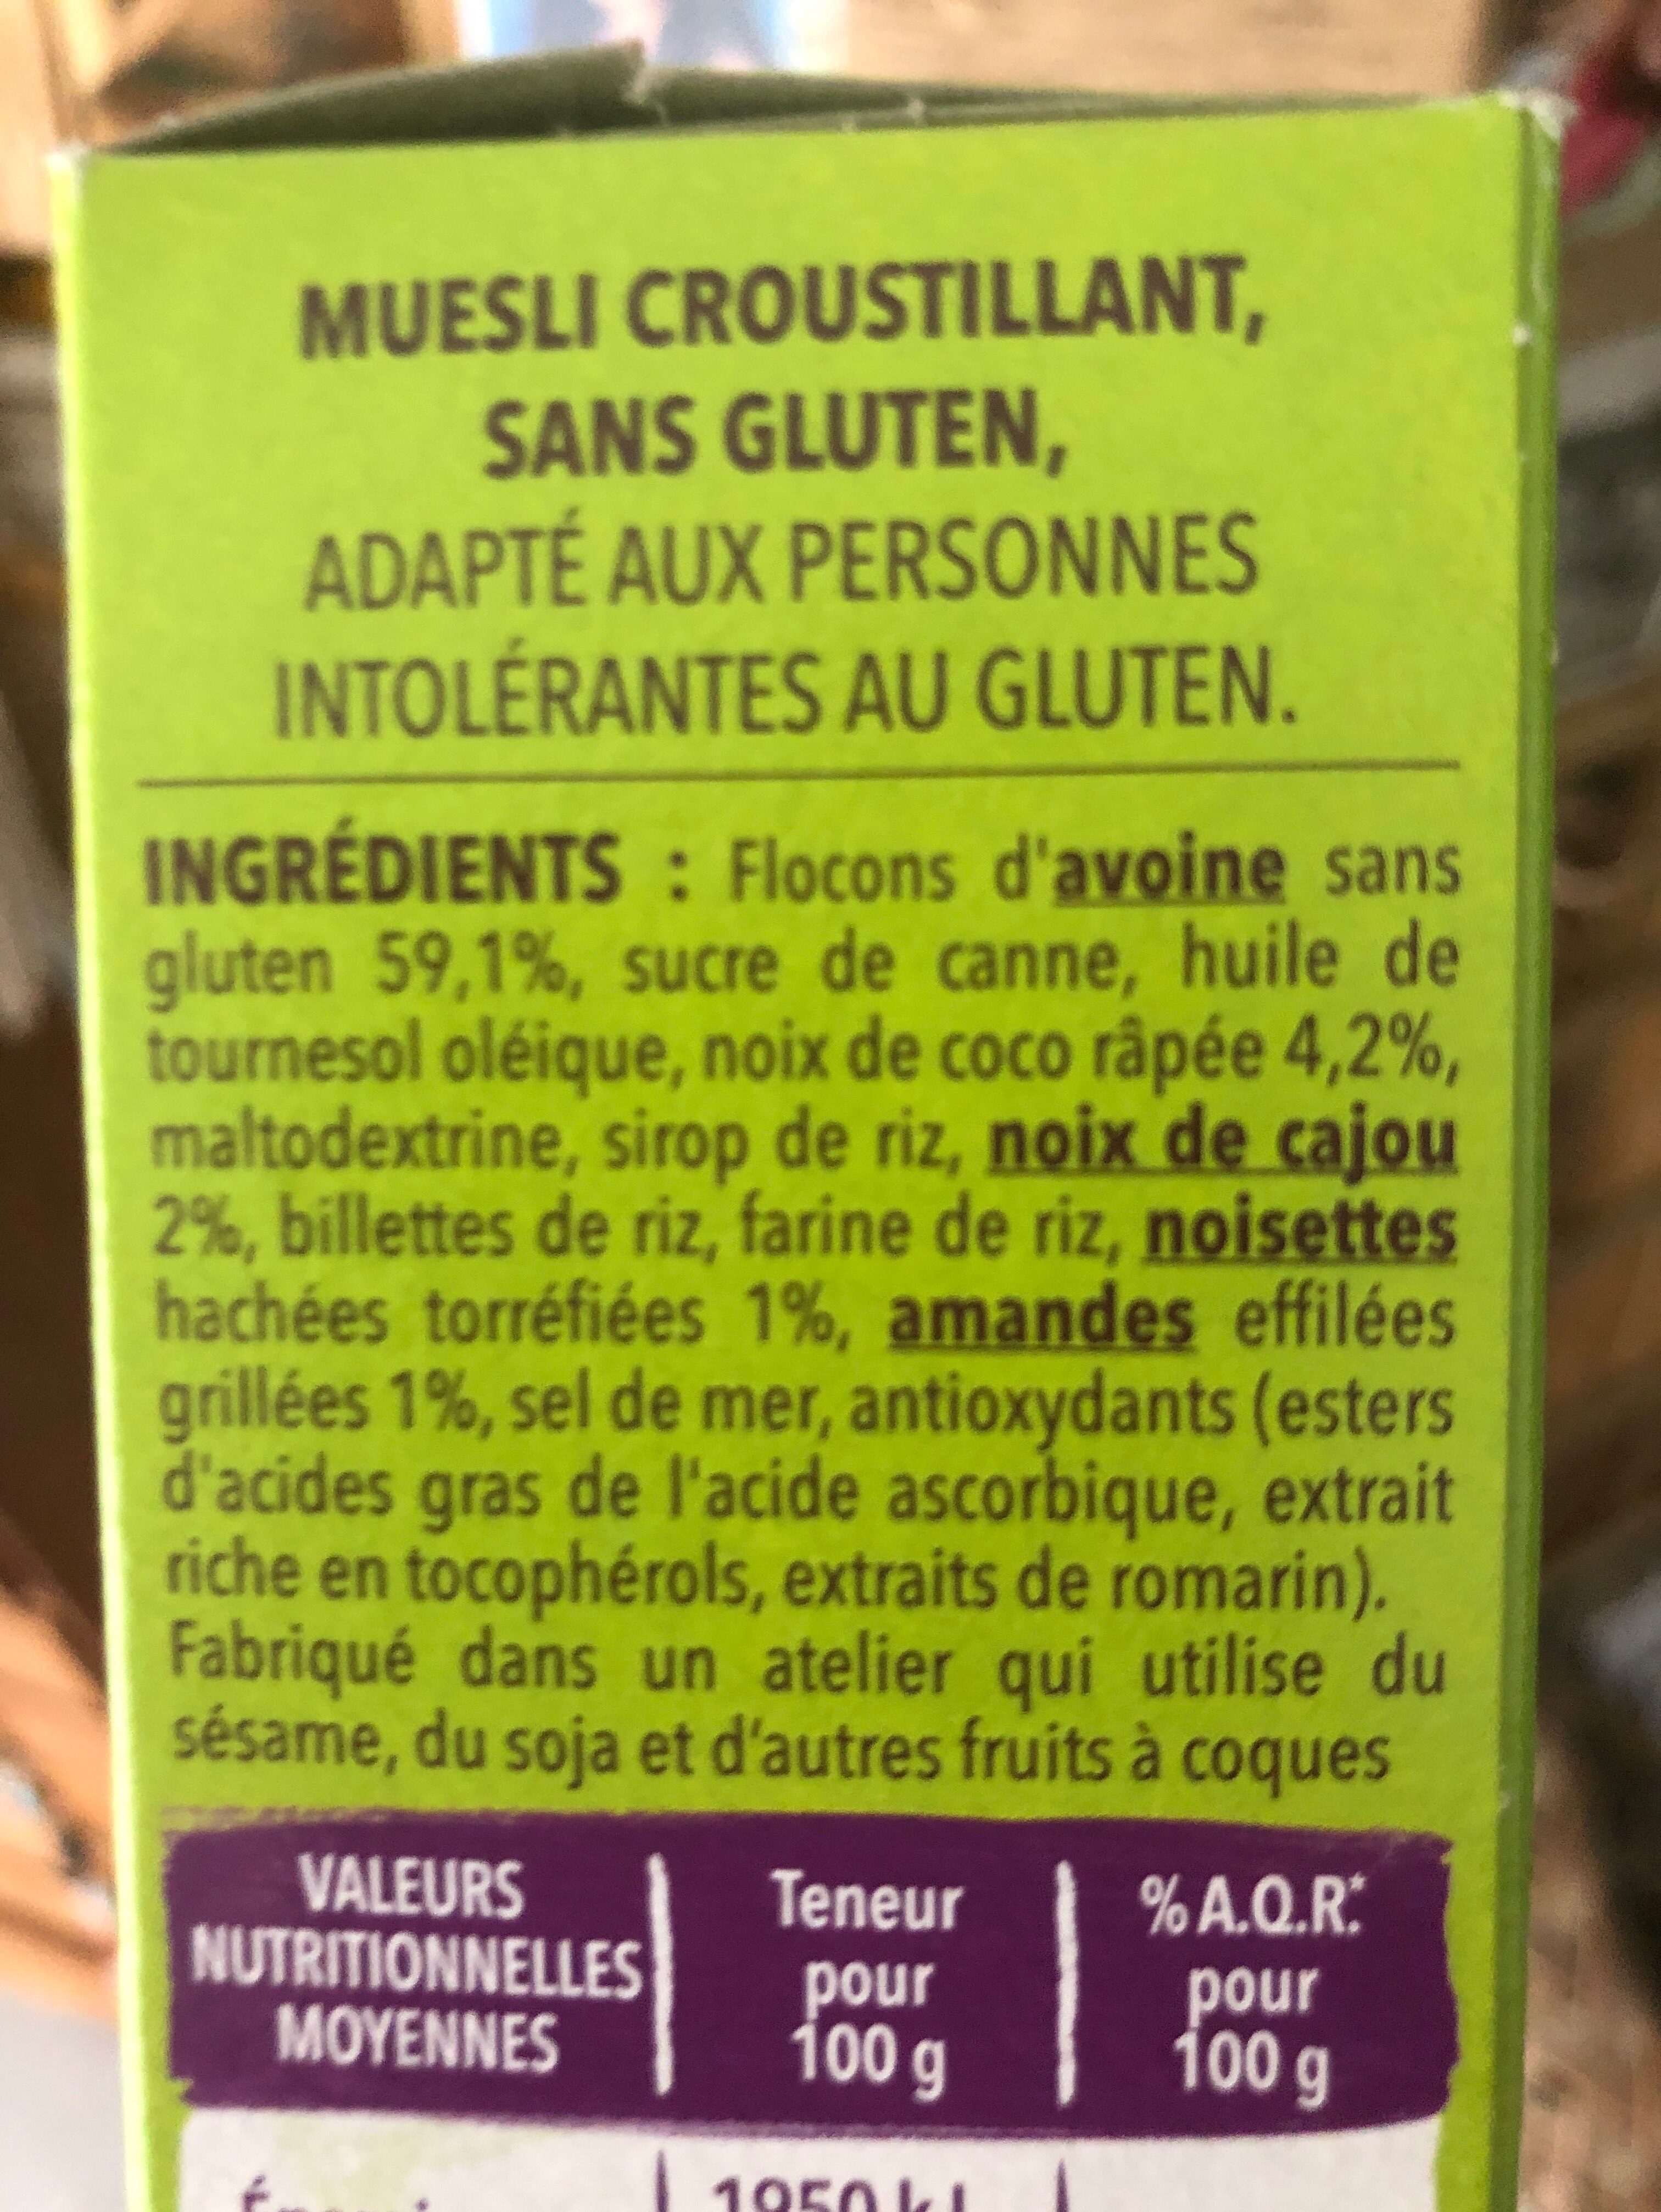 MUESLI CROUSTILLANT,
SANS GLUTEN,
ADAPTÉ AUX PERSONNES
INTOLÉRANTES AU GLUTEN.
INGRÉDIENTS : Flocons d'avoine sans
gluten 59,1%, sucre de canne, huile de
tournesol oléique, noix de coco râpée 4,2%,
maltodextrine, sirop de riz, noix de cajou
2%, billettes de riz, farine de riz, noisettes
hachées torréfiées 1%, amandes effilées
grillées 1%, sel de mer, antioxydants (esters
d'acides gras de l'acide ascorbique, extrait
riche en tocophérols, extraits de romarin).
Fabriqué dans un atelier qui utilise du
sésame, du soja et d'autres fruits à coques
VALEURS
NUTRITIONNELLES
MOYENNES
Teneur
pour
100 g
% A.Q.R.*
pour
100 g